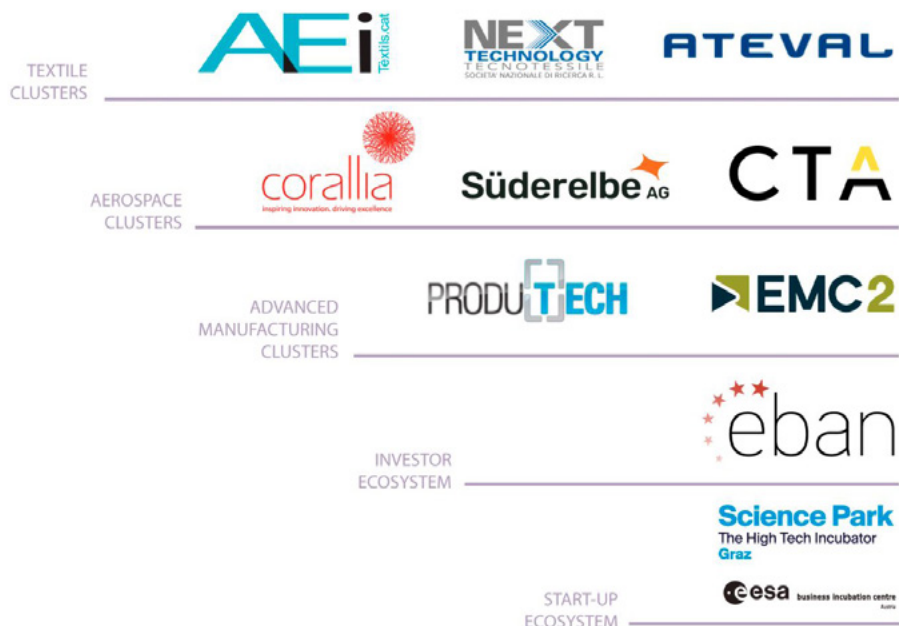 AEi
Textils.cat
NEXT
TECHNOLOGY
TECNOTESSILE
SOCIETA' NAZIONALE DI RICERCA R. L.
ATEVAL
TEXTILE
CLUSTERS
corallia
inspiring innovation. driving excellence
Süderelbe AG
CTA
AEROSPACE
CLUSTERS
PRODUTECH
EMC2
ADVANCED
MANUFACTURING
CLUSTERS
eban
INVESTOR
ECOSYSTEM
Science Park
The High Tech Incubator
Graz
esa business incubation centre
Austria
START-UP
ECOSYSTEM